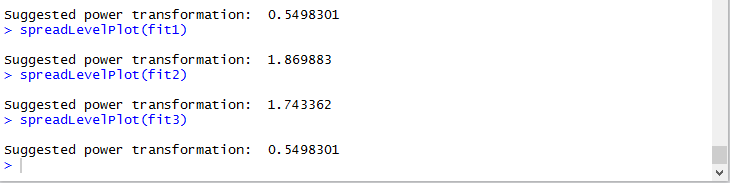 Suggested power transformation:  0.5498301
> spreadLevelPlot(fit1)
Suggested power transformation:  1.869883
> spreadLevelPlot(fit2)
Suggested power transformation:  1.743362
> spreadLevelPlot(fit3)
Suggested power transformation:  0.5498301
>